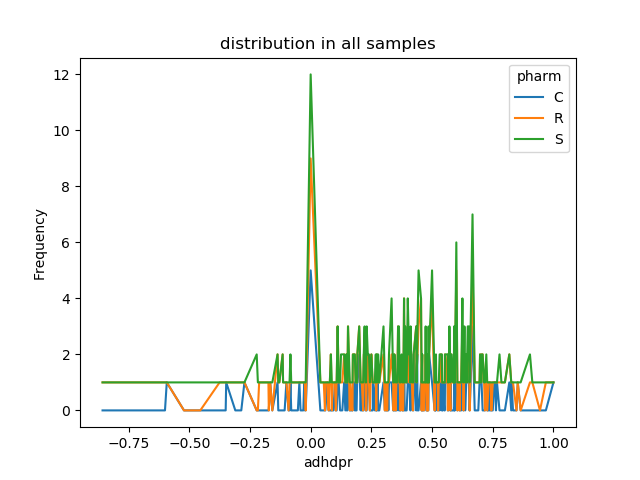 distribution in all samples
pharm
C
R
S
12
10
8
6
4
2
0
Frequency
−0.75 −0.50 −0.25 0.00 0.25 0.50 0.75 1.00
adhdpr